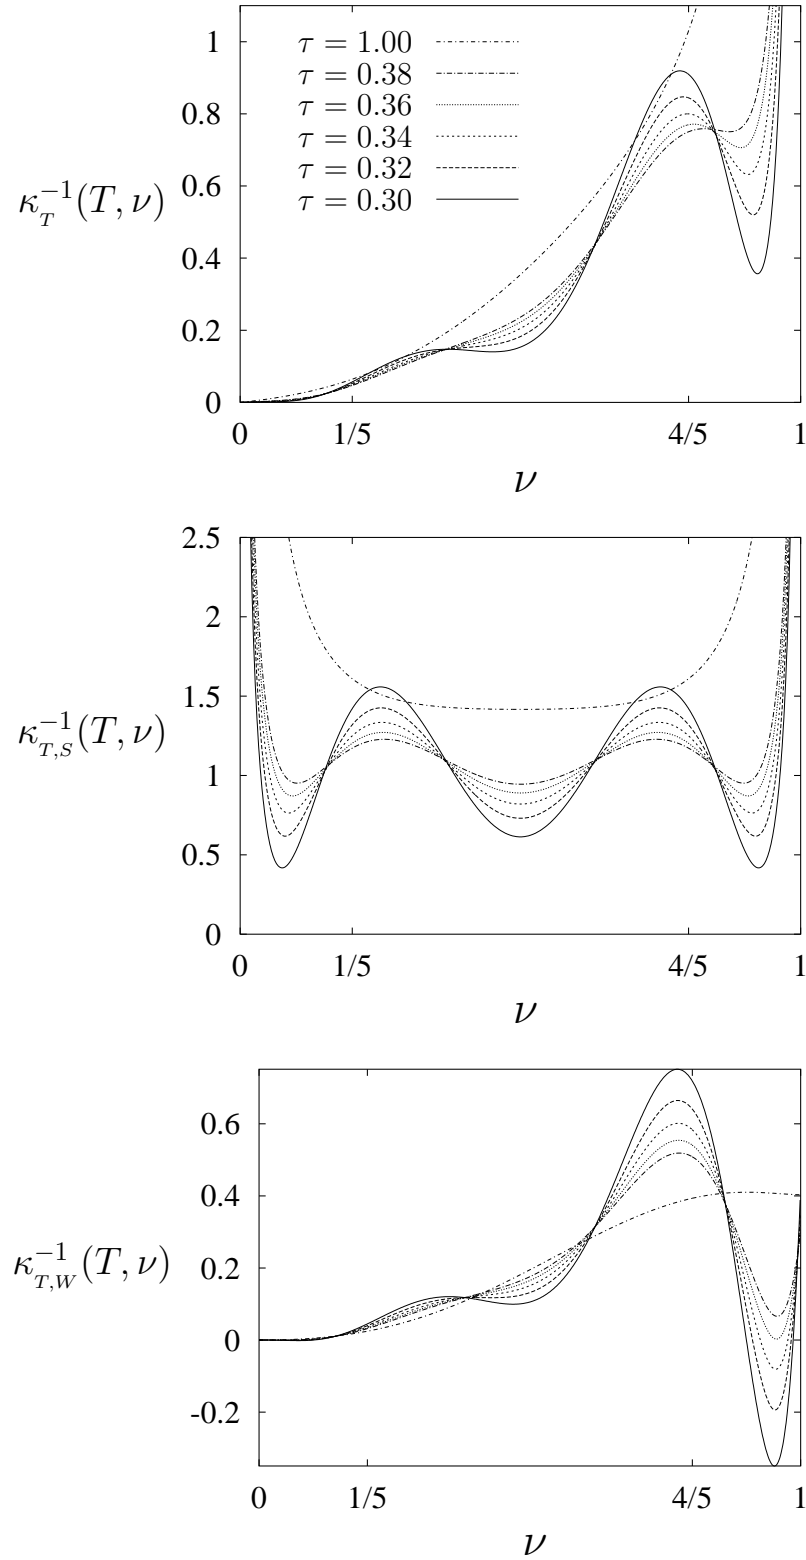 1
τ = 1.00
τ = 0.38
0.8
τ = 0.36
τ = 0.34
0.6
τ = 0.32
κ_T^{-1}(T, ν)
τ = 0.30
0.4
0.2
0
0 1/5 4/5 1
ν
2.5
2
1.5
κ_{T,S}^{-1}(T, ν)
1
0.5
0
0 1/5 4/5 1
ν
0.6
0.4
κ_{T,W}^{-1}(T, ν)
0.2
0
-0.2
0 1/5 4/5 1
ν